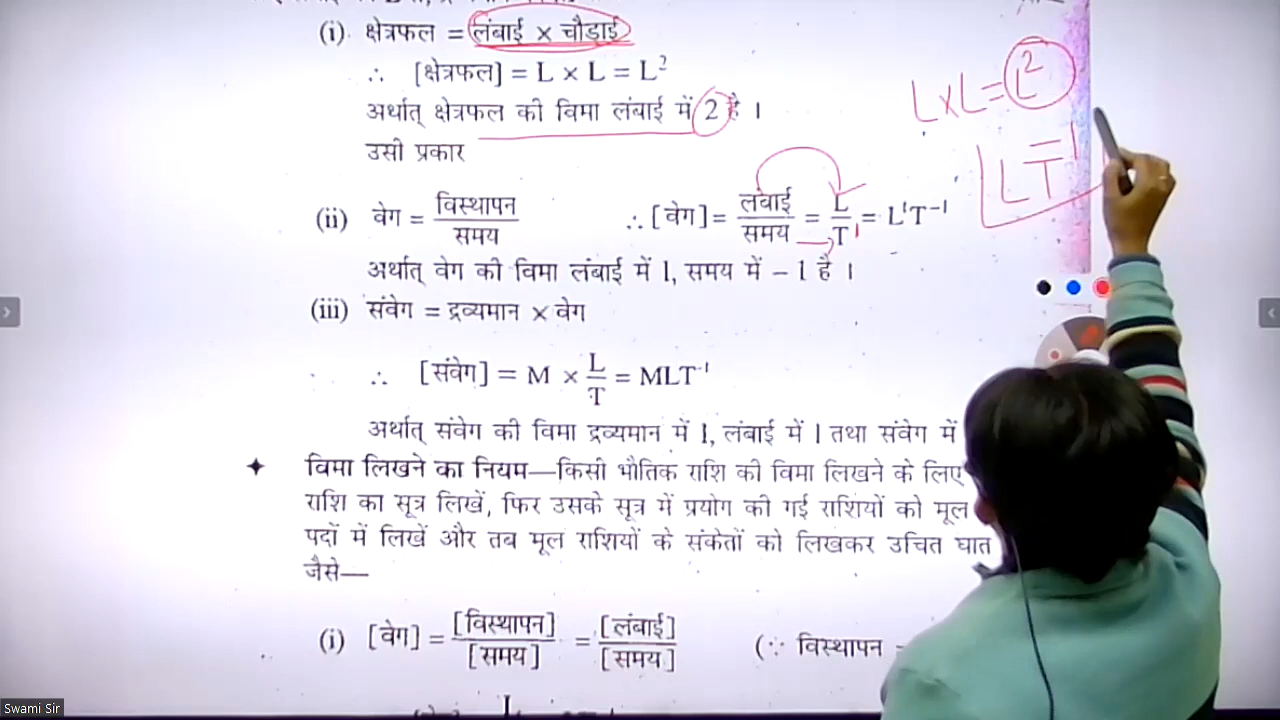 (i) क्षेत्रफल = लंबाई × चौड़ाई
∴ [क्षेत्रफल] = L × L = L²
L×L = L²
अर्थात् क्षेत्रफल की विमा लंबाई में 2 है ।
उसी प्रकार
L T⁻¹
(ii) वेग = विस्थापन / समय ∴ [वेग] = लंबाई / समय = L / T = L¹T⁻¹
1
अर्थात् वेग की विमा लंबाई में 1, समय में – 1 है ।
(iii) संवेग = द्रव्यमान × वेग
∴ [संवेग] = M × L / T = MLT⁻¹
अर्थात् संवेग की विमा द्रव्यमान में 1, लंबाई में 1 तथा संवेग में
✦ विमा लिखने का नियम—किसी भौतिक राशि की विमा लिखने के लिए
राशि का सूत्र लिखें, फिर उसके सूत्र में प्रयोग की गई राशियों को मूल
पदों में लिखें और तब मूल राशियों के संकेतों को लिखकर उचित घात
जैसे—
(i) [वेग] = [विस्थापन] / [समय] = [लंबाई] / [समय] (∵ विस्थापन
Swami Sir